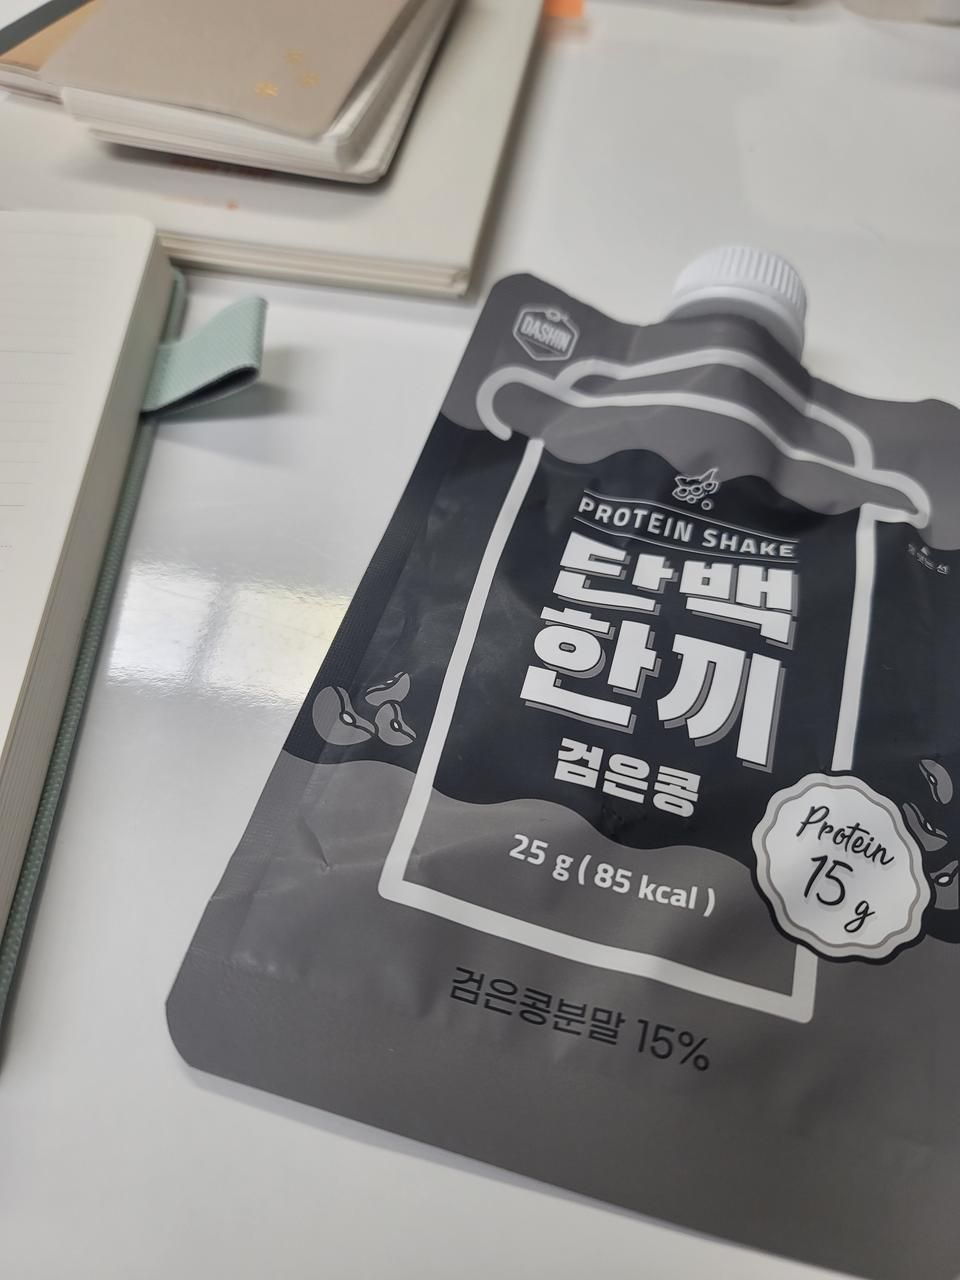 DASHIN
PROTEIN SHAKE
단백
한끼
검은콩
25 g ( 85 kcal )
Protein
15 g
검은콩분말 15%